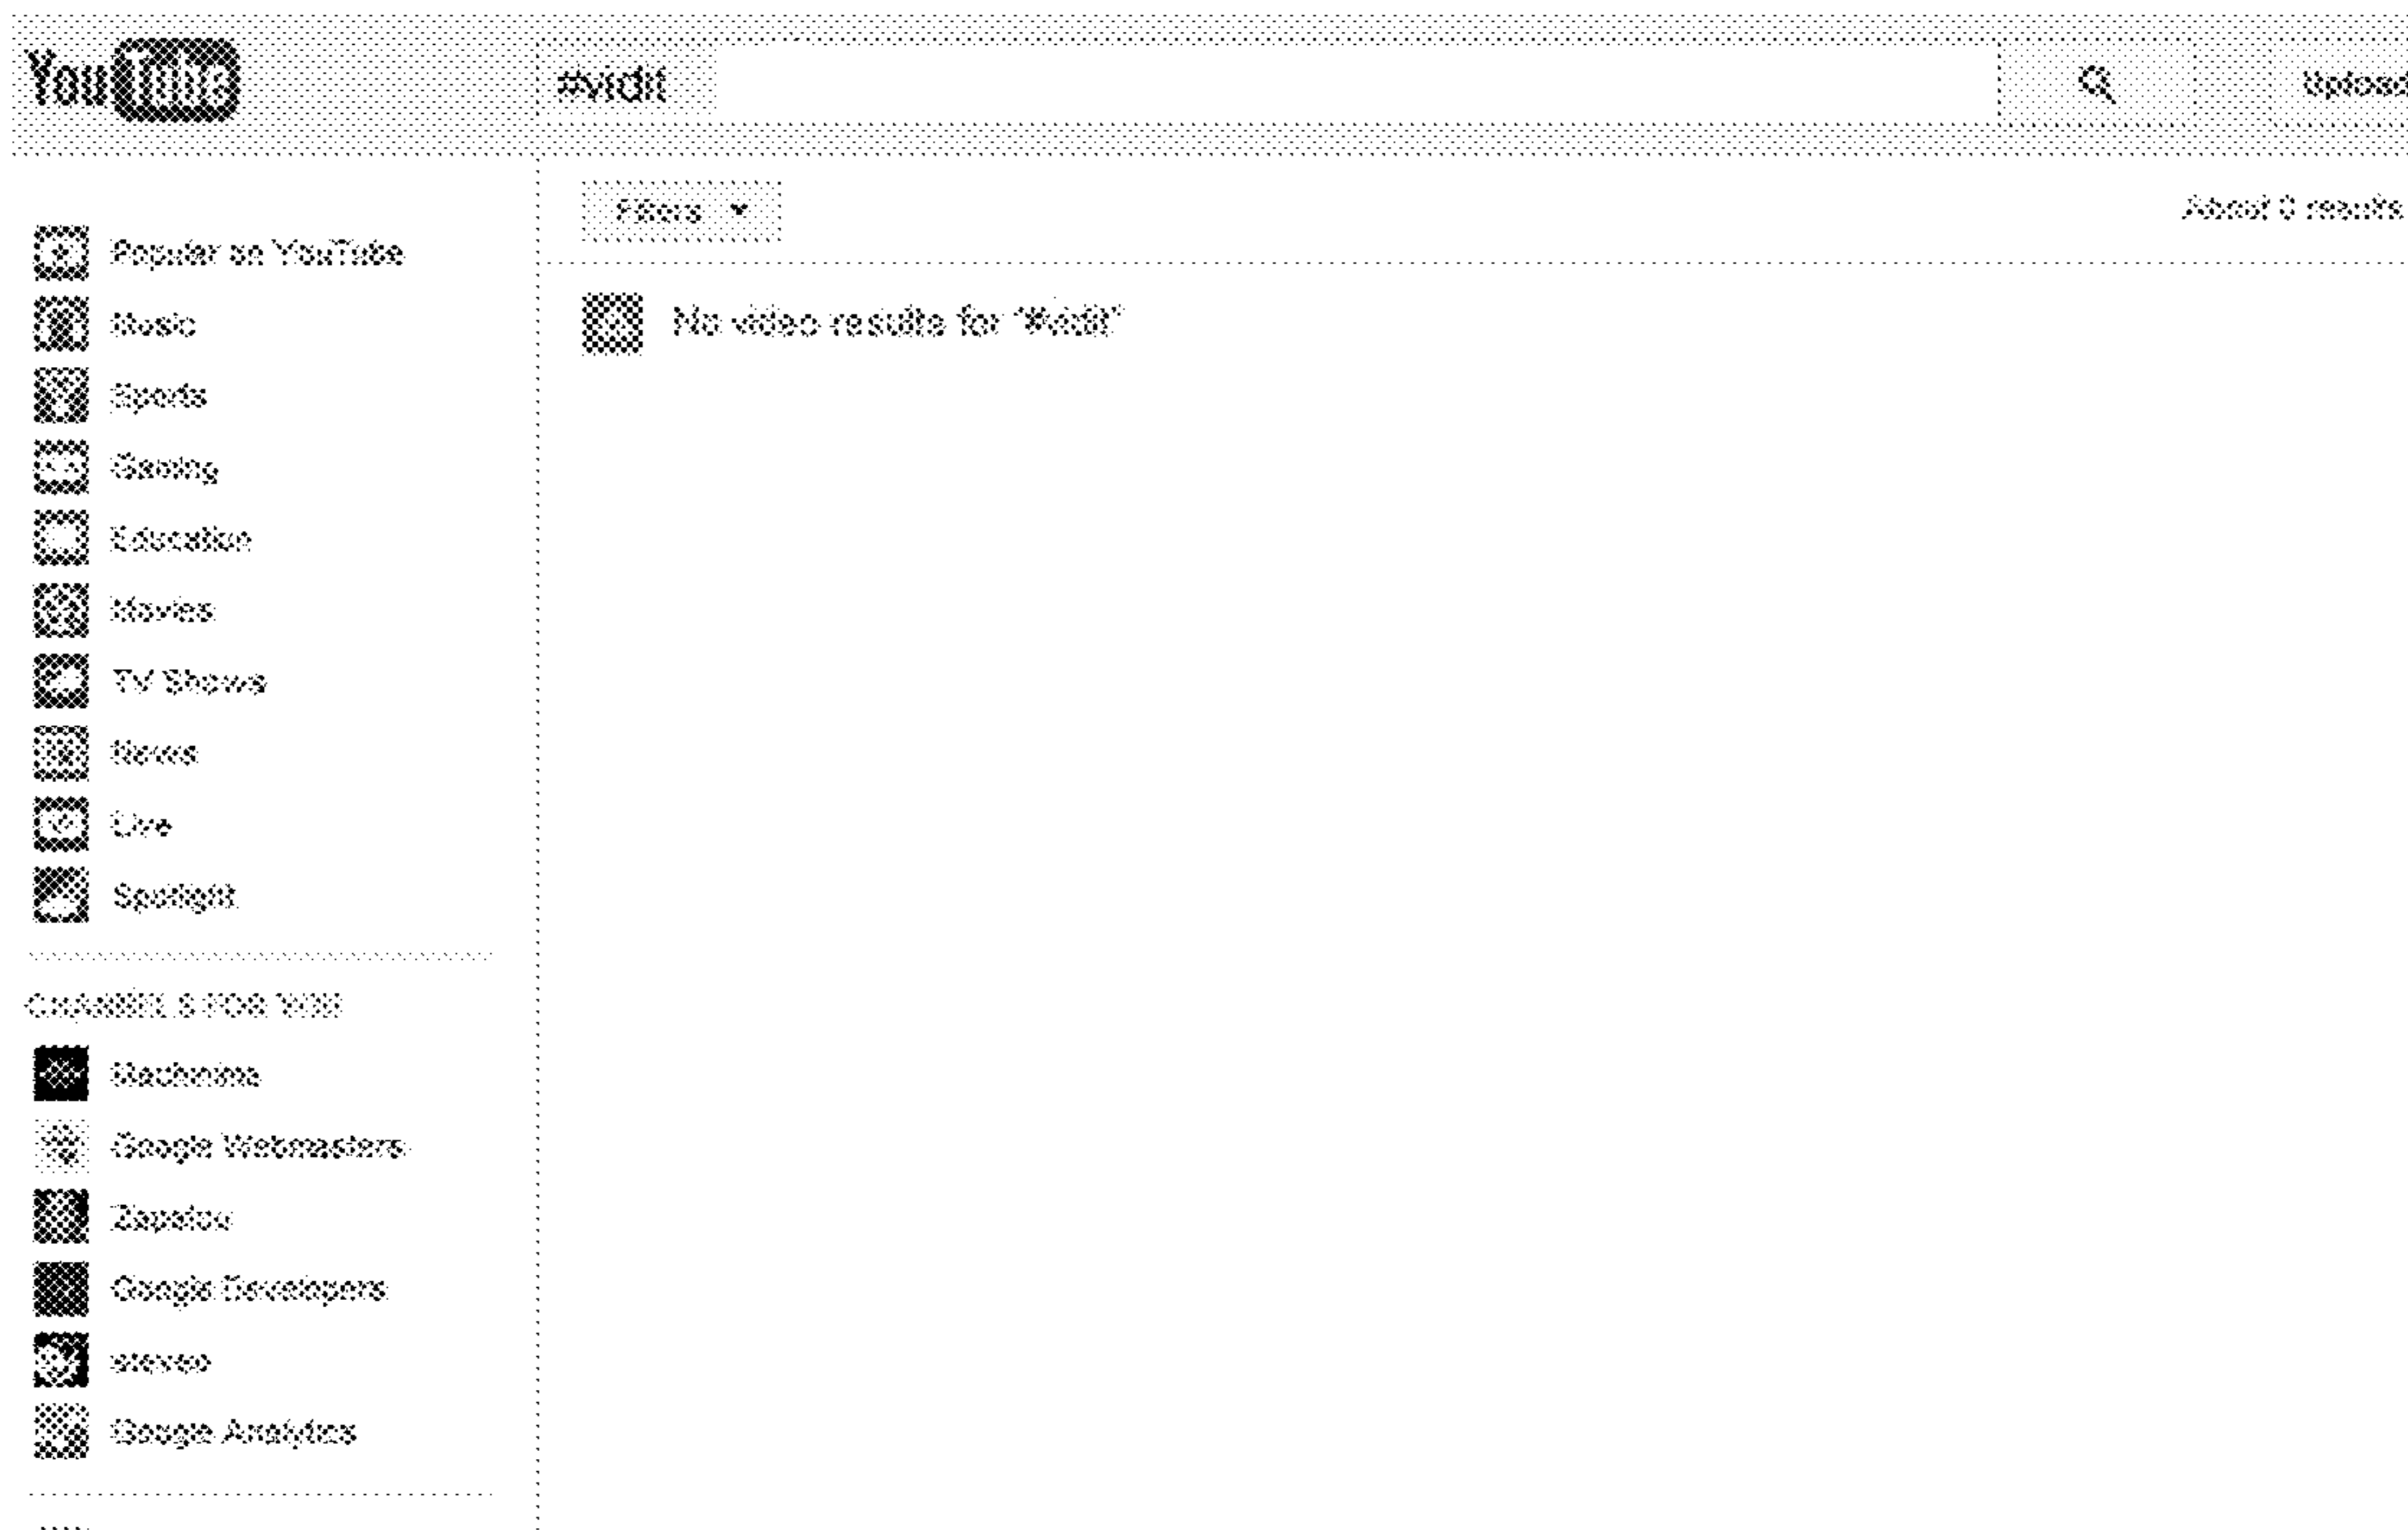 YouTube
#vidit
Upload
Filters
About 0 results
Popular on YouTube
Music
Sports
Gaming
Education
Movies
TV Shows
News
Live
Spotlight
No video results for "#vidit"
CHANNELS FOR YOU
Machinima
Google Webmasters
Google Developers
Google Analytics